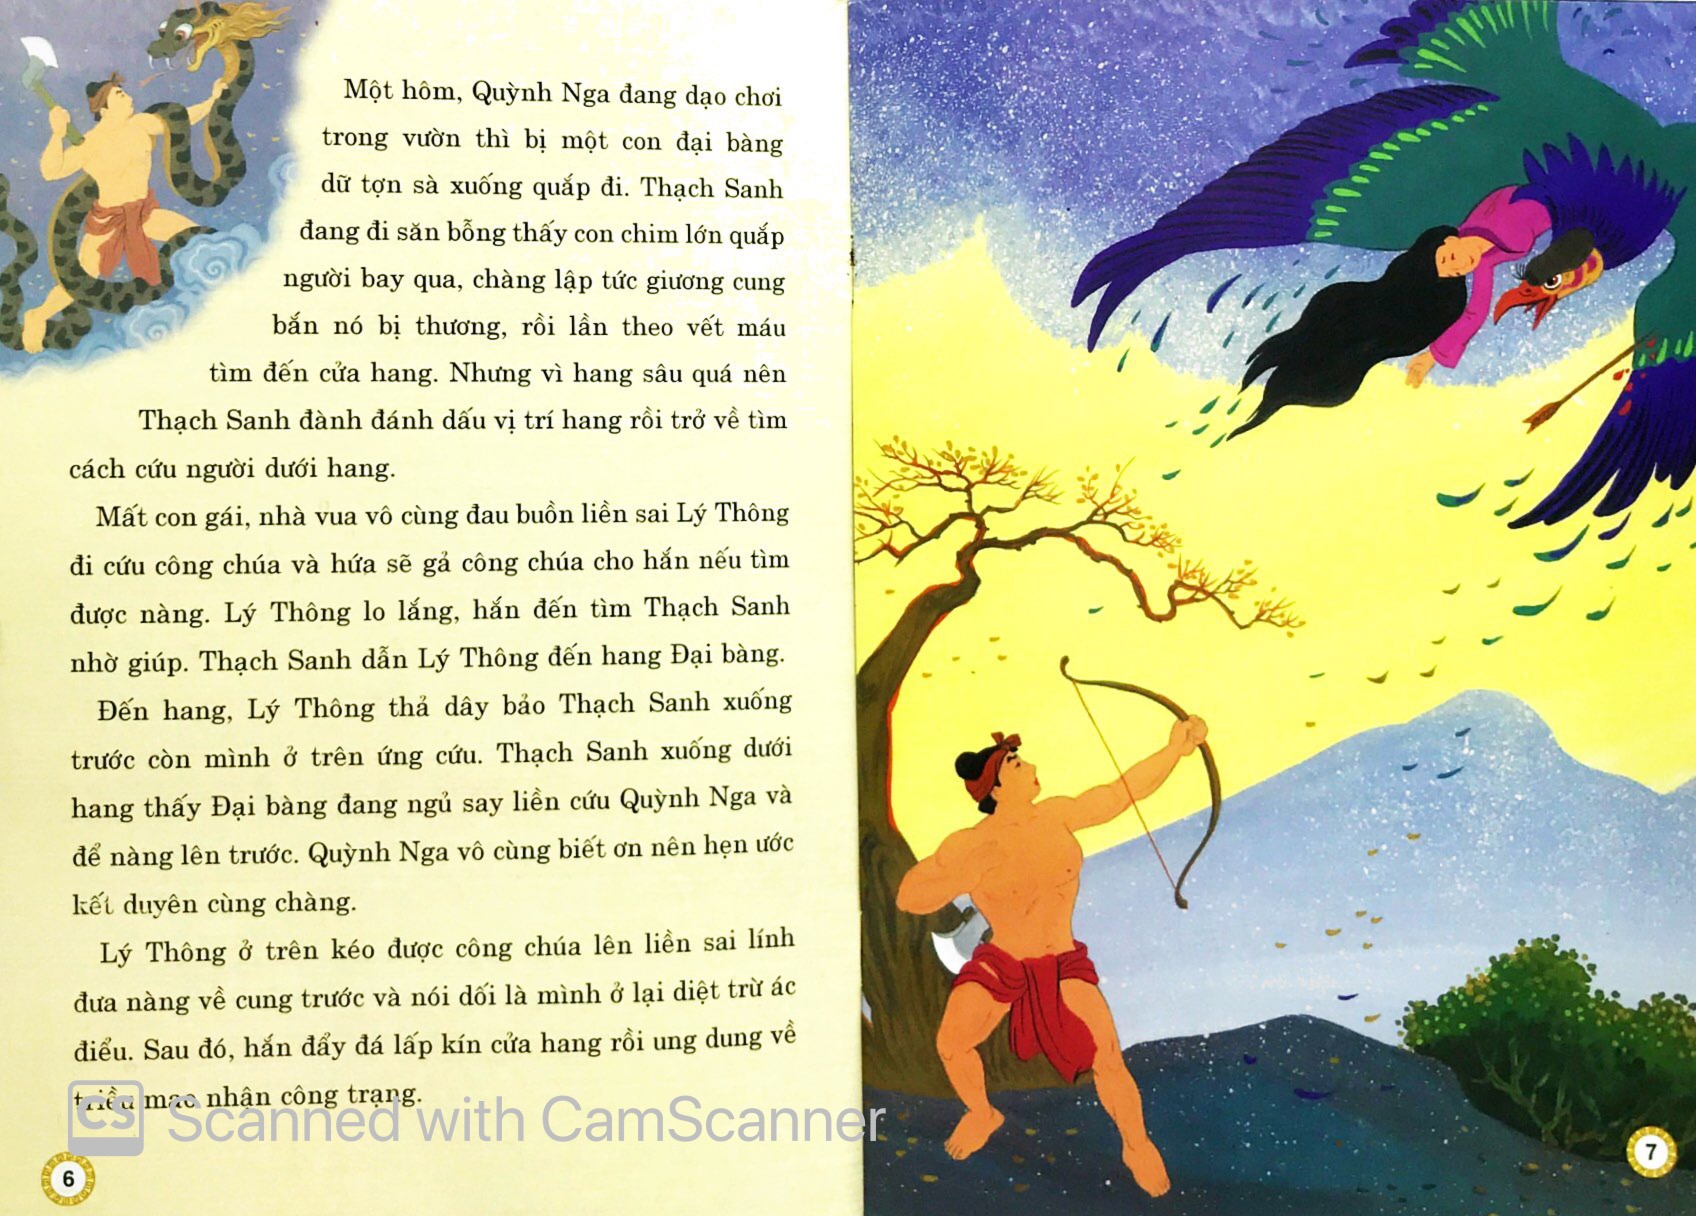 Một hôm, Quỳnh Nga đang dạo chơi
trong vườn thì bị một con đại bàng
dữ tợn sà xuống quắp đi. Thạch Sanh
đang đi săn bỗng thấy con chim lớn quắp
người bay qua, chàng lập tức giương cung
bắn nó bị thương, rồi lần theo vết máu
tìm đến cửa hang. Nhưng vì hang sâu quá nên
Thạch Sanh đành đánh dấu vị trí hang rồi trở về tìm
cách cứu người dưới hang.
Mất con gái, nhà vua vô cùng đau buồn liền sai Lý Thông
đi cứu công chúa và hứa sẽ gả công chúa cho hắn nếu tìm
được nàng. Lý Thông lo lắng, hắn đến tìm Thạch Sanh
nhờ giúp. Thạch Sanh dẫn Lý Thông đến hang Đại bàng.
Đến hang, Lý Thông thả dây bảo Thạch Sanh xuống
trước còn mình ở trên ứng cứu. Thạch Sanh xuống dưới
hang thấy Đại bàng đang ngủ say liền cứu Quỳnh Nga và
để nàng lên trước. Quỳnh Nga vô cùng biết ơn nên hẹn ước
kết duyên cùng chàng.
Lý Thông ở trên kéo được công chúa lên liền sai lính
đưa nàng về cung trước và nói dối là mình ở lại diệt trừ ác
điểu. Sau đó, hắn đẩy đá lấp kín cửa hang rồi ung dung về
triều mạo nhận công trạng.
CS Scanned with CamScanner
6
7